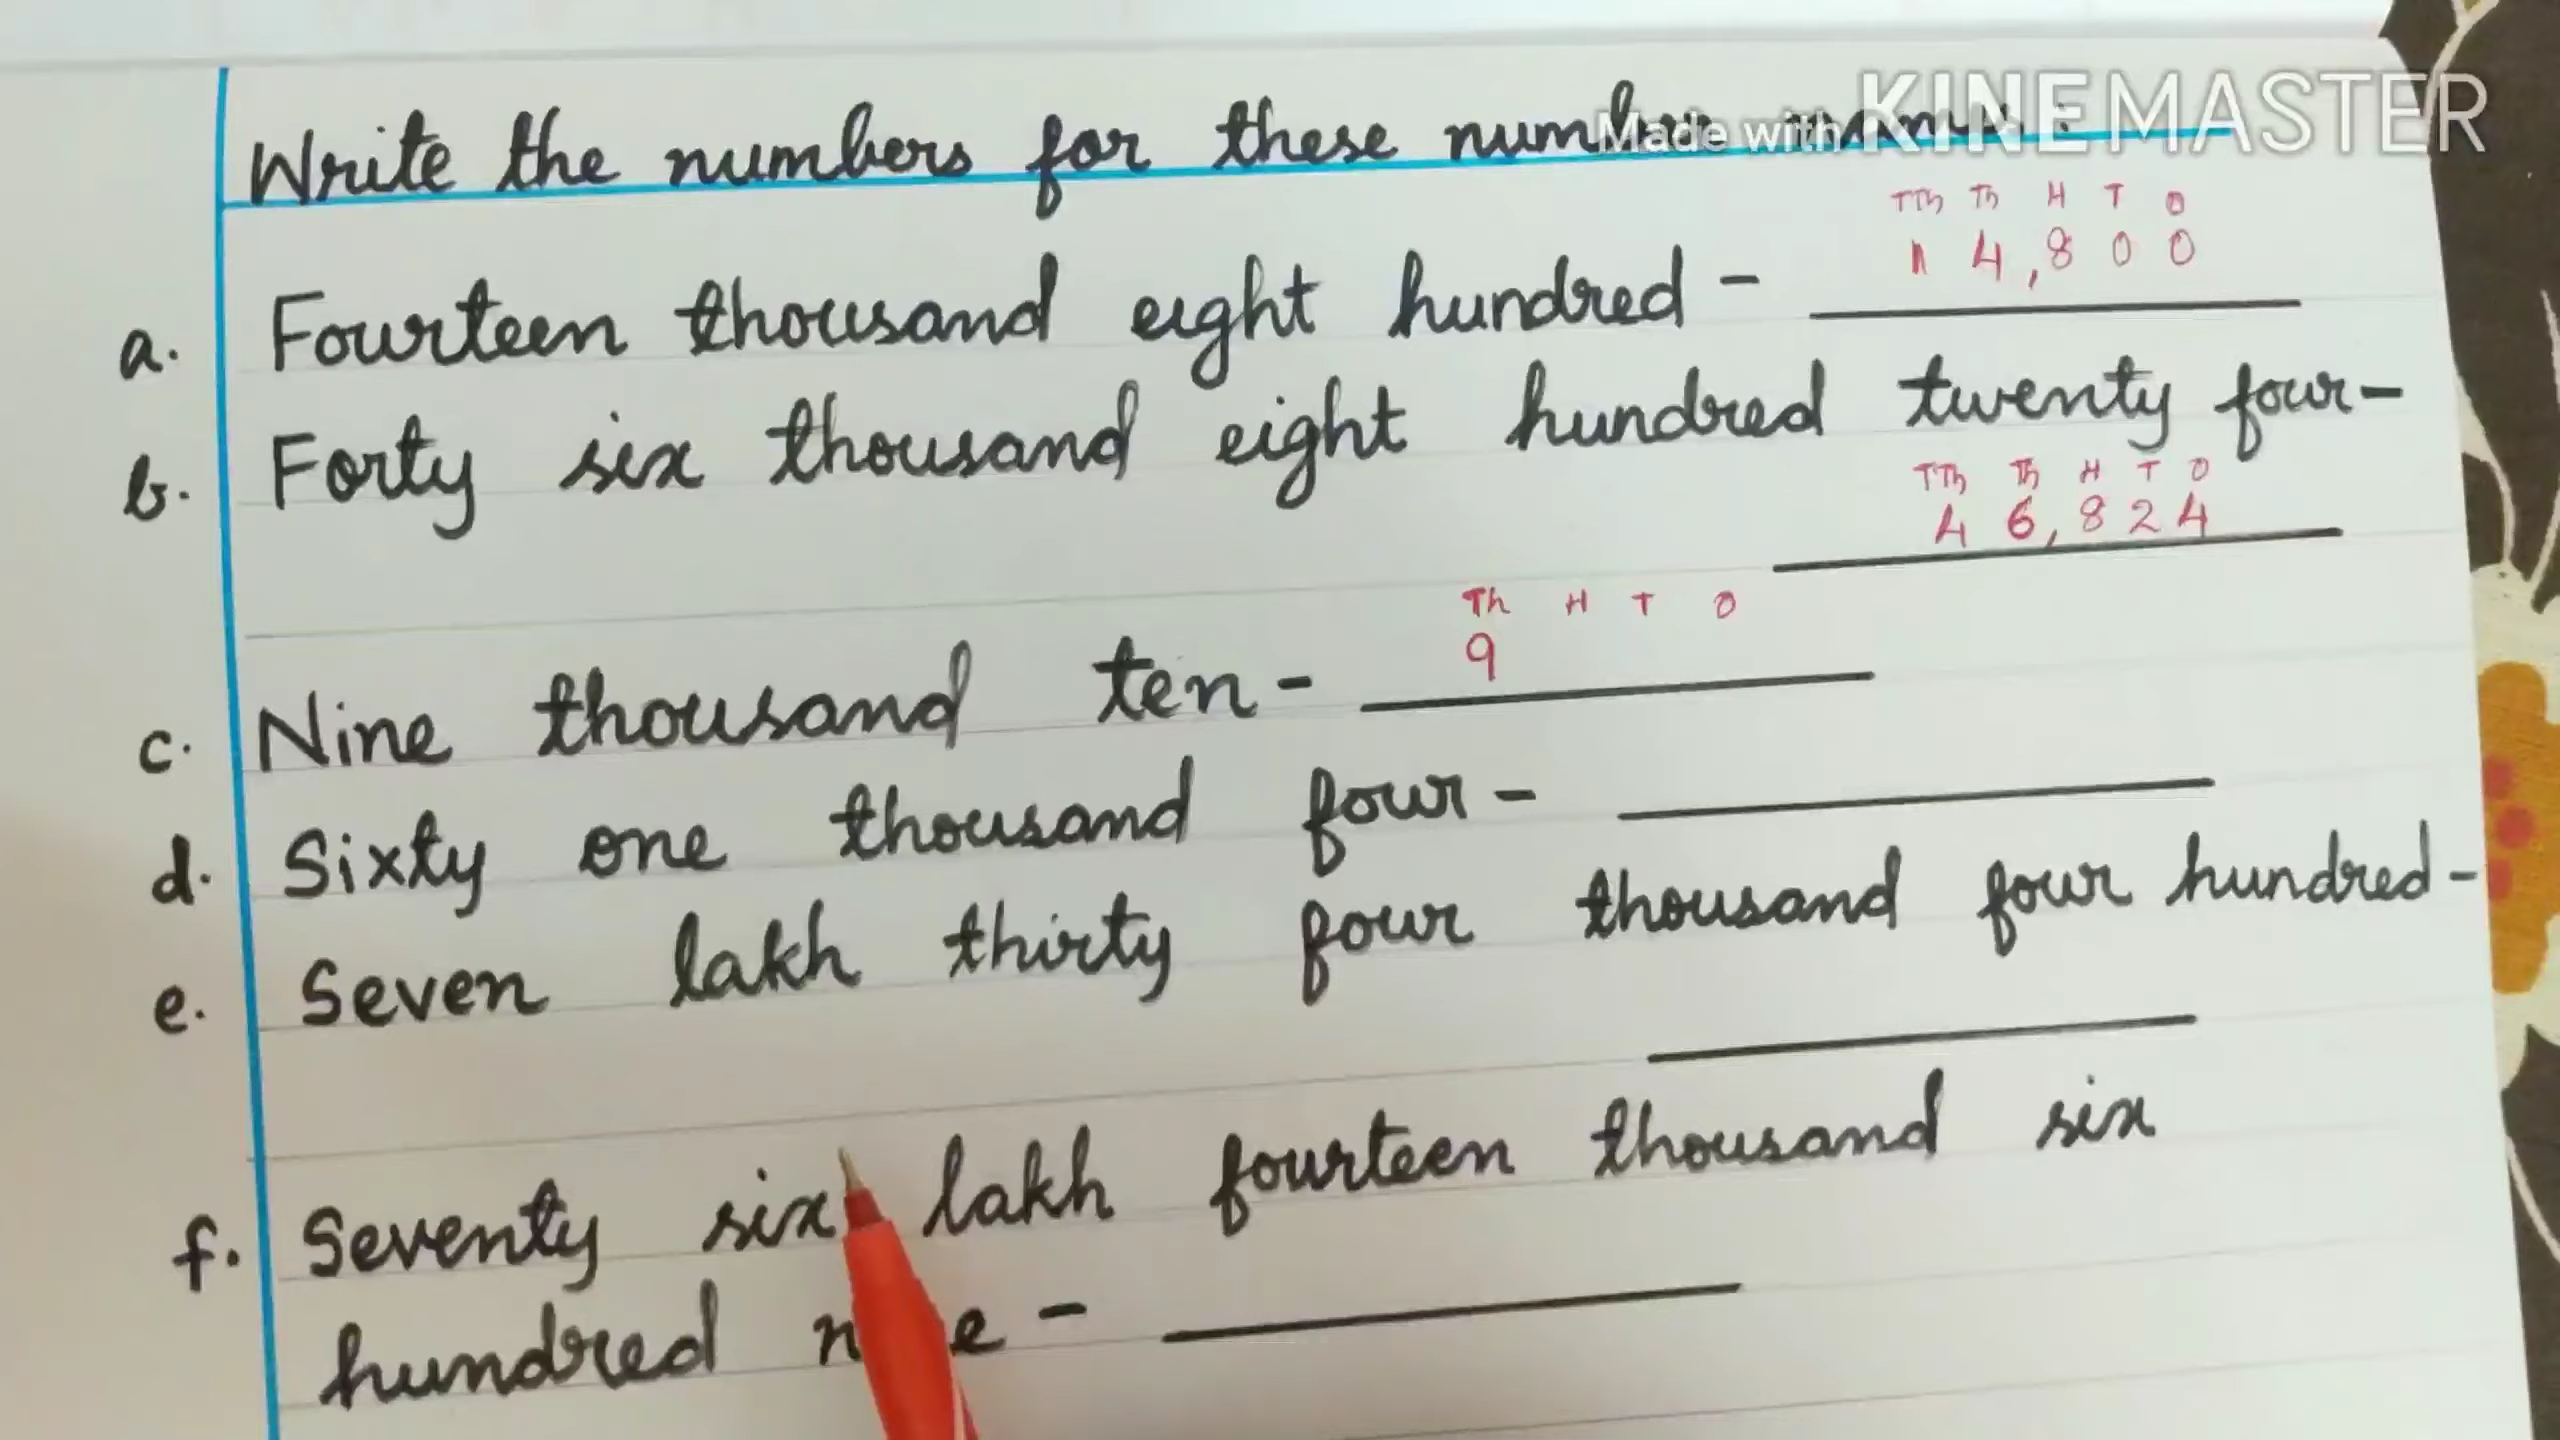 Made with KINEMASTER
Write the numbers for these number names :
TTh Th H T O
a. Fourteen thousand eight hundred - 14,800
b. Forty six thousand eight hundred twenty four-
TTh Th H T O
46,824
Th H T O
c. Nine thousand ten - 9
d. Sixty one thousand four -
e. Seven lakh thirty four thousand four hundred -
f. Seventy six lakh fourteen thousand six
hundred -